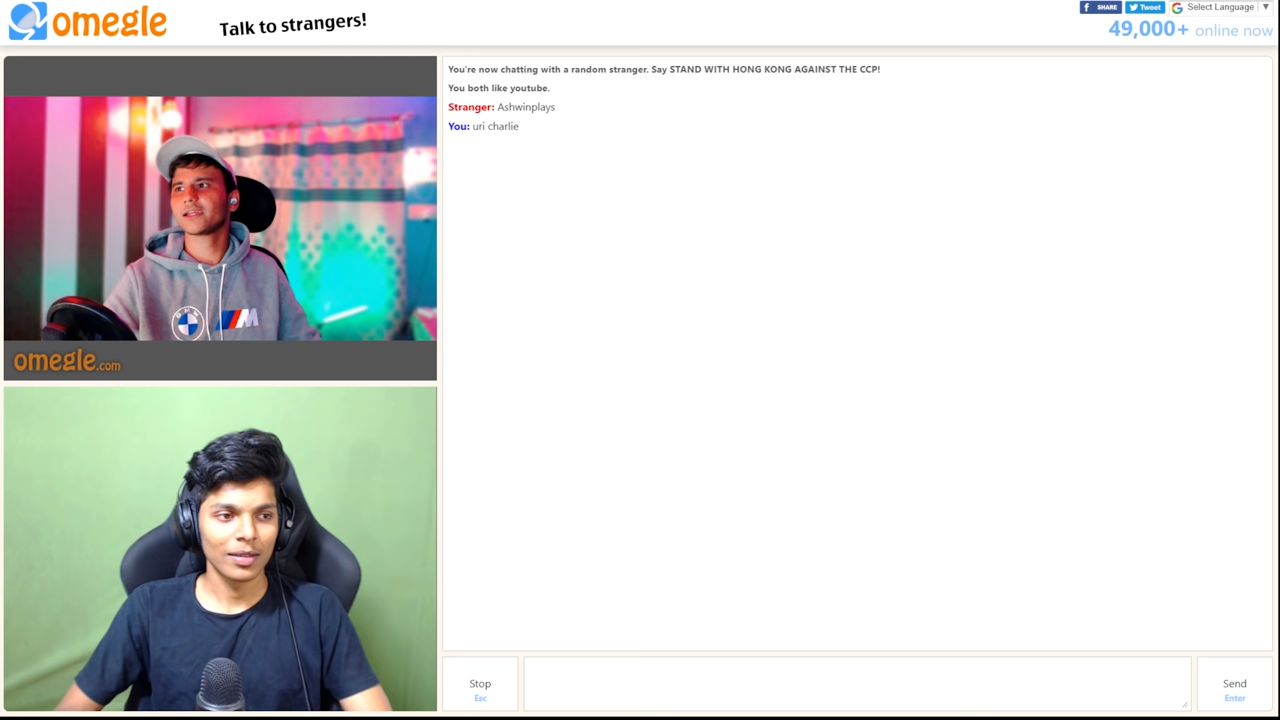 omegle
Talk to strangers!
SHARE
Tweet
G Select Language ▼
49,000+ online now
You're now chatting with a random stranger. Say STAND WITH HONG KONG AGAINST THE CCP!
You both like youtube.
Stranger: Ashwinplays
You: uri charlie
M
omegle.com
Stop
Esc
Send
Enter